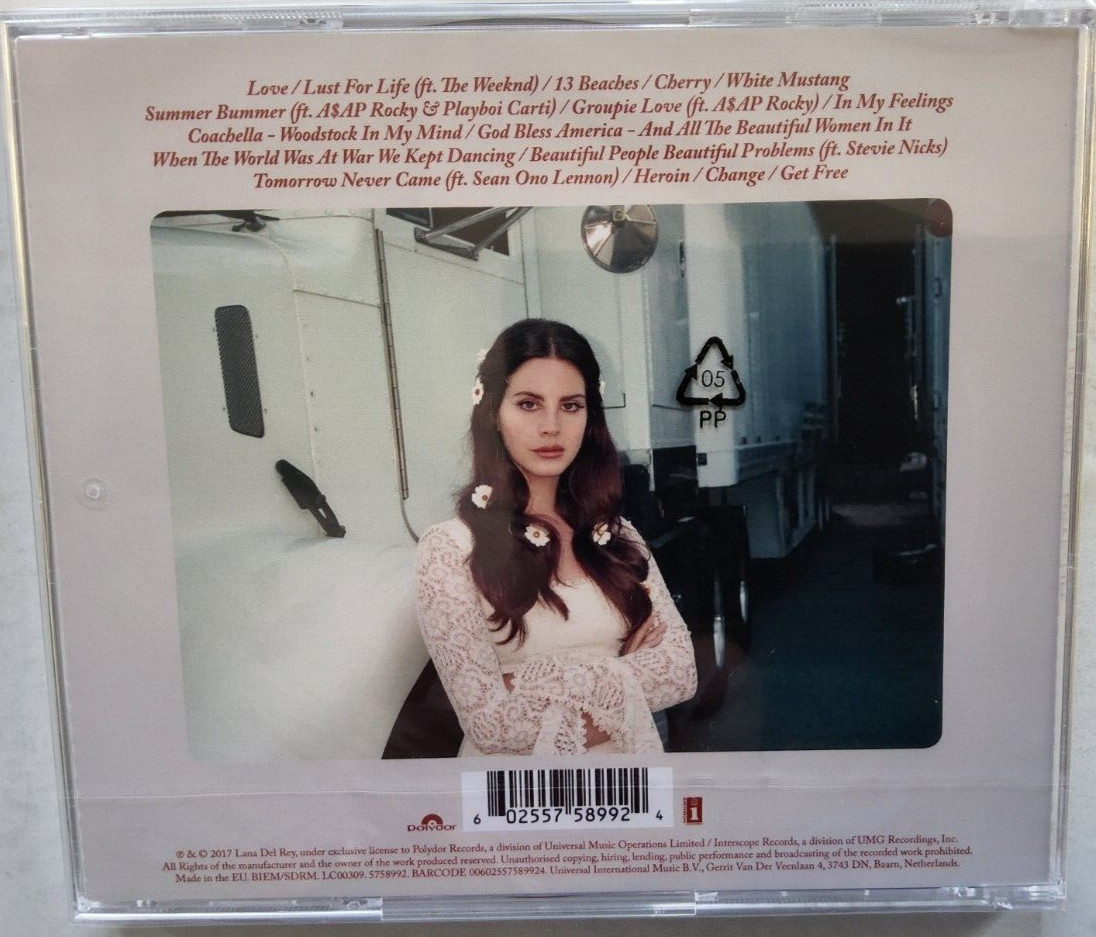 Love / Lust For Life (ft. The Weeknd) / 13 Beaches / Cherry / White Mustang
Summer Bummer (ft. A$AP Rocky & Playboi Carti) / Groupie Love (ft. A$AP Rocky) / In My Feelings
Coachella - Woodstock In My Mind / God Bless America - And All The Beautiful Women In It
When The World Was At War We Kept Dancing / Beautiful People Beautiful Problems (ft. Stevie Nicks)
Tomorrow Never Came (ft. Sean Ono Lennon) / Heroin / Change / Get Free
05
PP
6 02557 58992 4
Polydor
i
℗ & © 2017 Lana Del Rey, under exclusive license to Polydor Records, a division of Universal Music Operations Limited / Interscope Records, a division of UMG Recordings, Inc.
All Rights of the manufacturer and the owner of the work produced reserved. Unauthorised copying, hiring, lending, public performance and broadcasting of the recorded work prohibited.
Made in the EU. BIEM/SDRM. LC00309. 5758992. BARCODE 00602557589924. Universal International Music B.V., Gerrit Van Der Veenlaan 4, 3743 DN, Baarn, Netherlands.